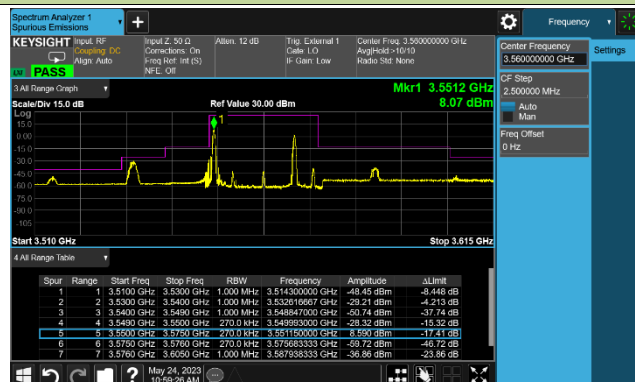 Spectrum Analyzer 1
Spurious Emissions
Frequency
KEYSIGHT Input: RF
Coupling: DC
Align: Auto
Input Z: 50 Ω
Corrections: On
Freq Ref: Int (S)
NFE: Off
Atten: 12 dB
Trig: External 1
Gate: LO
IF Gain: Low
Center Freq: 3.560000000 GHz
Avg|Hold:>10/10
Radio Std: None
LXI PASS
Center Frequency
3.560000000 GHz
Settings
CF Step
2.500000 MHz
Auto
Man
Freq Offset
0 Hz
3 All Range Graph
Mkr1 3.5512 GHz
Scale/Div 15.0 dB
Ref Value 30.00 dBm
8.07 dBm
Log
15.0
0.00
-15.0
-30.0
-45.0
-60.0
-75.0
-90.0
-105
1
Start 3.510 GHz
Stop 3.615 GHz
4 All Range Table
Spur Range Start Freq Stop Freq RBW Frequency Amplitude ΔLimit
1 1 3.5100 GHz 3.5300 GHz 1.000 MHz 3.514300000 GHz -48.45 dBm -8.448 dB
2 2 3.5300 GHz 3.5400 GHz 1.000 MHz 3.532616667 GHz -29.21 dBm -4.213 dB
3 3 3.5400 GHz 3.5490 GHz 1.000 MHz 3.548847000 GHz -50.74 dBm -37.74 dB
4 4 3.5490 GHz 3.5500 GHz 270.0 kHz 3.549993000 GHz -28.32 dBm -15.32 dB
5 5 3.5500 GHz 3.5750 GHz 270.0 kHz 3.551150000 GHz 8.590 dBm -17.41 dB
6 6 3.5750 GHz 3.5760 GHz 270.0 kHz 3.575683333 GHz -59.72 dBm -46.72 dB
7 7 3.5760 GHz 3.6050 GHz 1.000 MHz 3.587938333 GHz -36.86 dBm -23.86 dB
May 24, 2023
10:59:26 AM